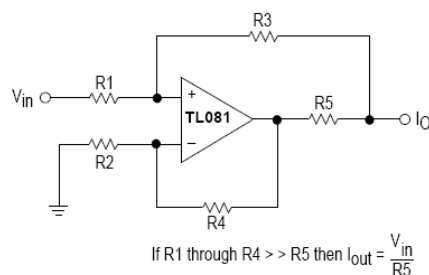 R3
R1
Vin
+
TL081
R5
IO
R2
−
R4
If R1 through R4 > > R5 then Iout = Vin
R5